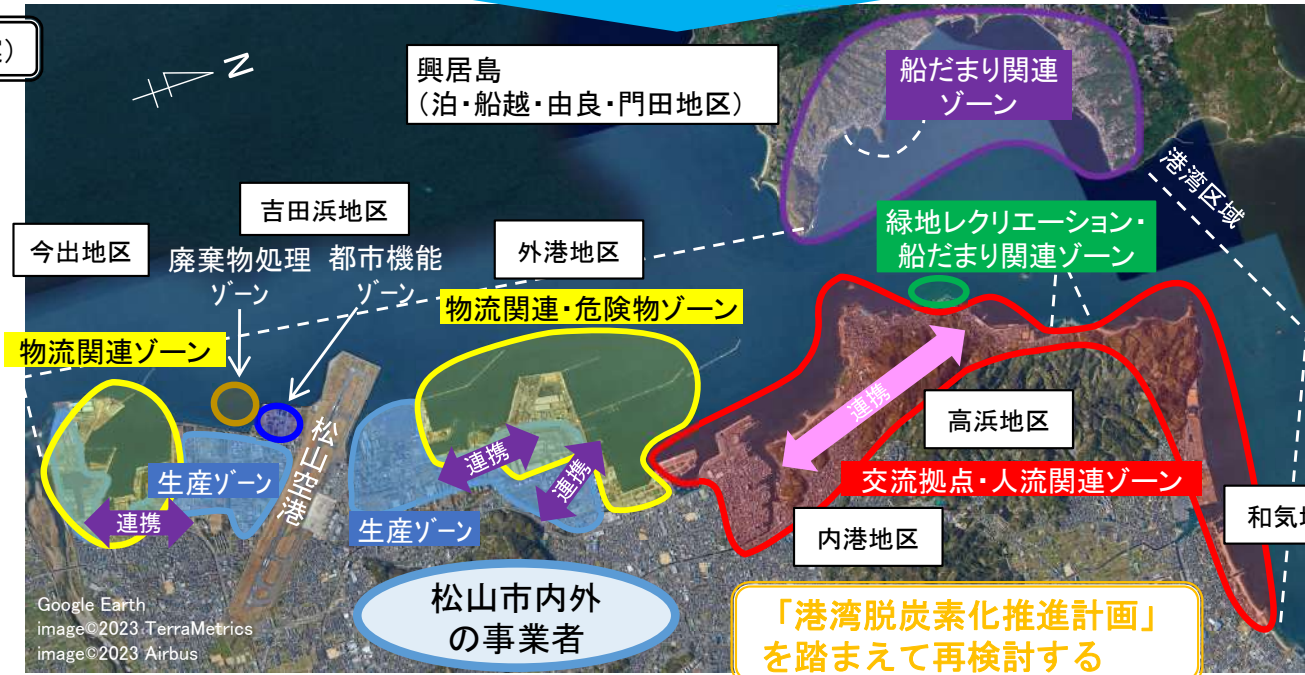 案）
N
興居島
（泊・船越・由良・門田地区）
船だまり関連
ゾーン
港湾区域
吉田浜地区
今出地区
廃棄物処理
ゾーン
都市機能
ゾーン
外港地区
緑地レクリエーション・
船だまり関連ゾーン
物流関連・危険物ゾーン
物流関連ゾーン
松山空港
連携
高浜地区
生産ゾーン
連携
連携
連携
交流拠点・人流関連ゾーン
生産ゾーン
内港地区
和気地
松山市内外
の事業者
「港湾脱炭素化推進計画」
を踏まえて再検討する
Google Earth
image©2023 TerraMetrics
image©2023 Airbus